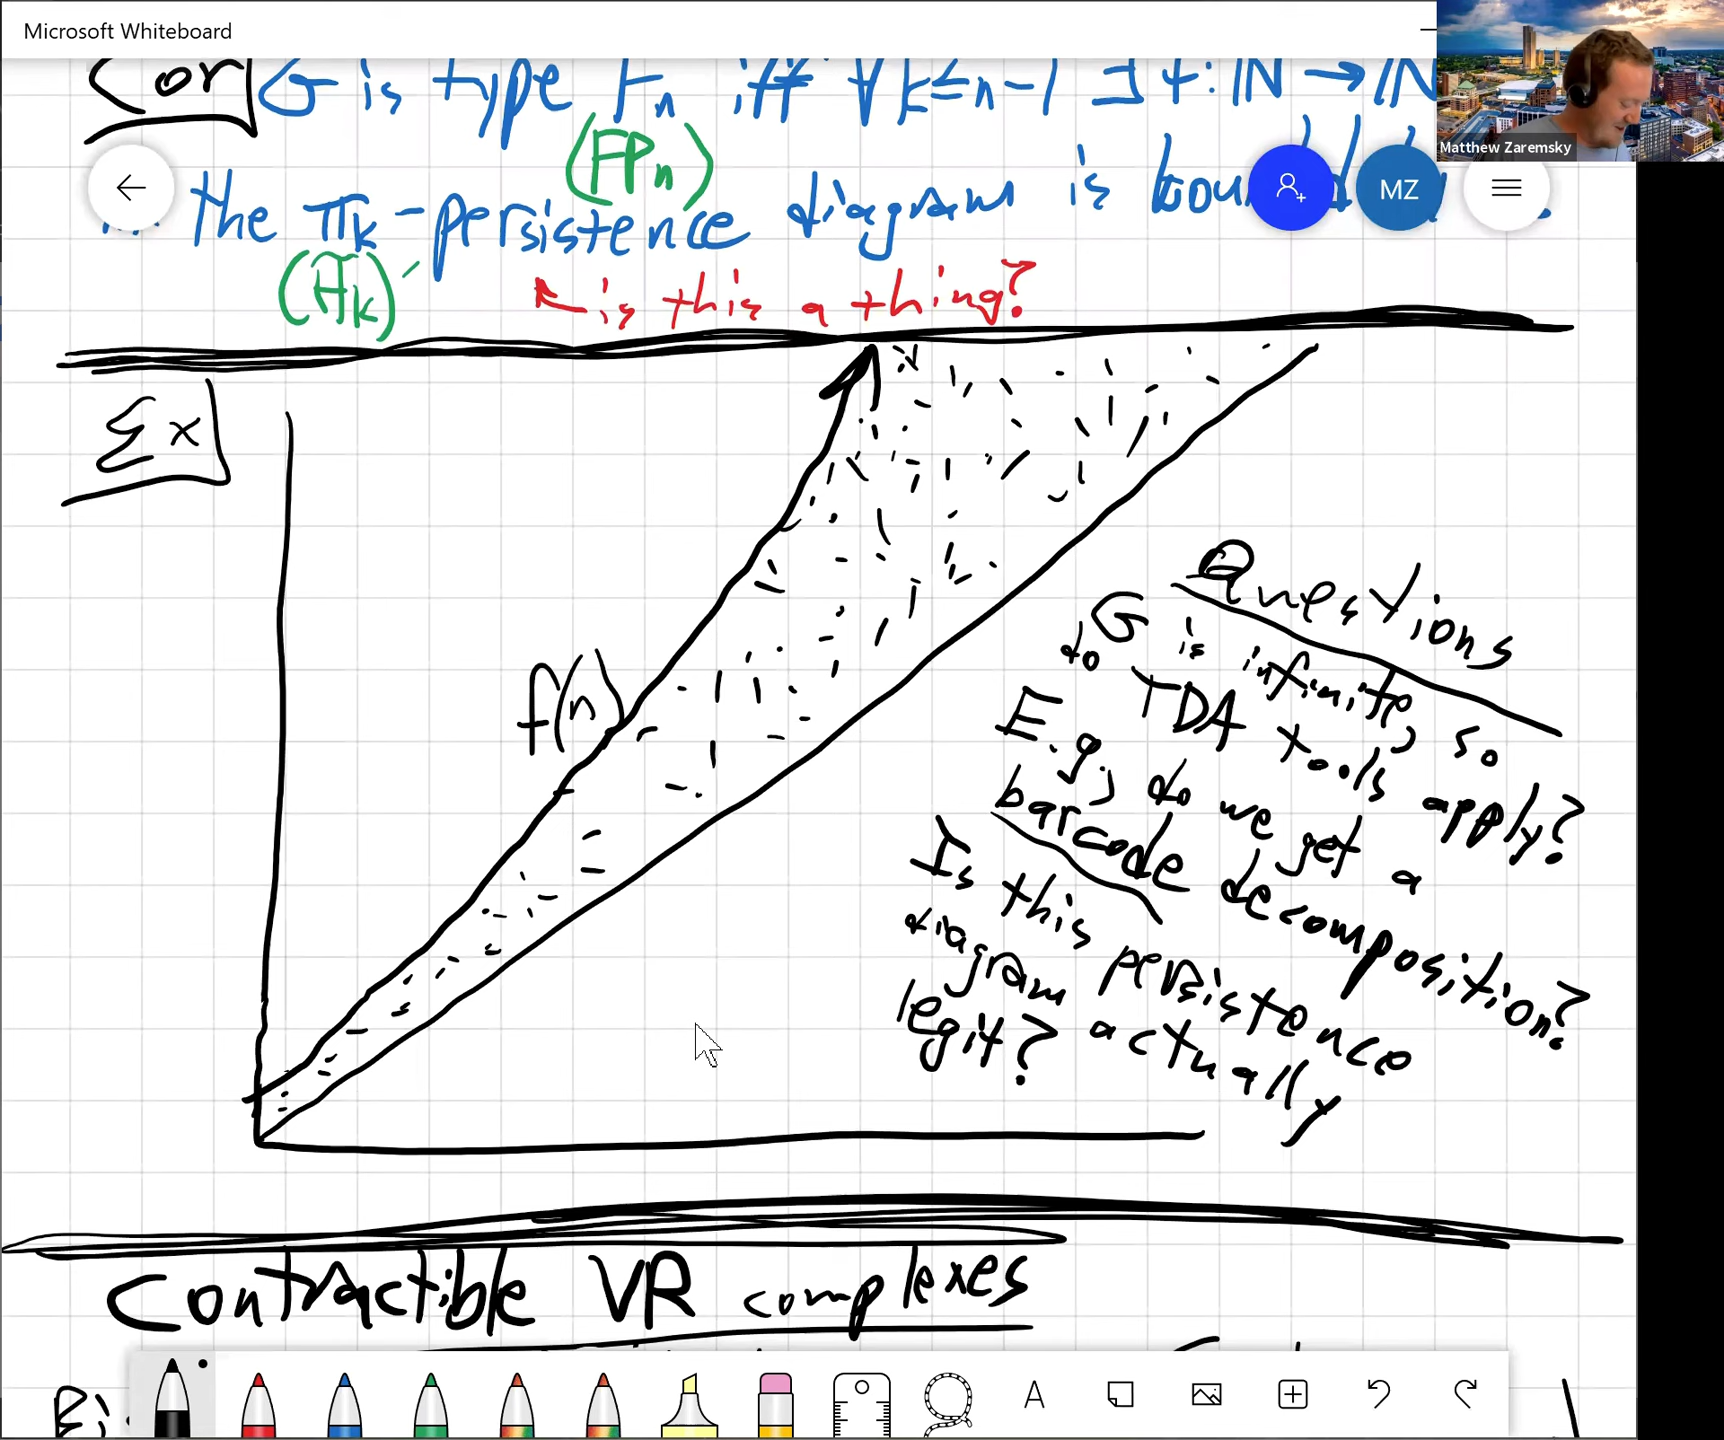 Microsoft Whiteboard
Cor G is type Fn iff ∀ k≤n-1 ∃ f: ℕ → ℕ
(FPn)
the πk-persistence diagram is
(H̃k)
is this a thing?
Matthew Zaremsky
MZ
Ex
f(n)
Questions
G is infinite, so
do TDA tools apply?
E.g., do we get a
barcode decomposition?
Is this persistence
diagram actually
legit?
Contractible VR complexes
A